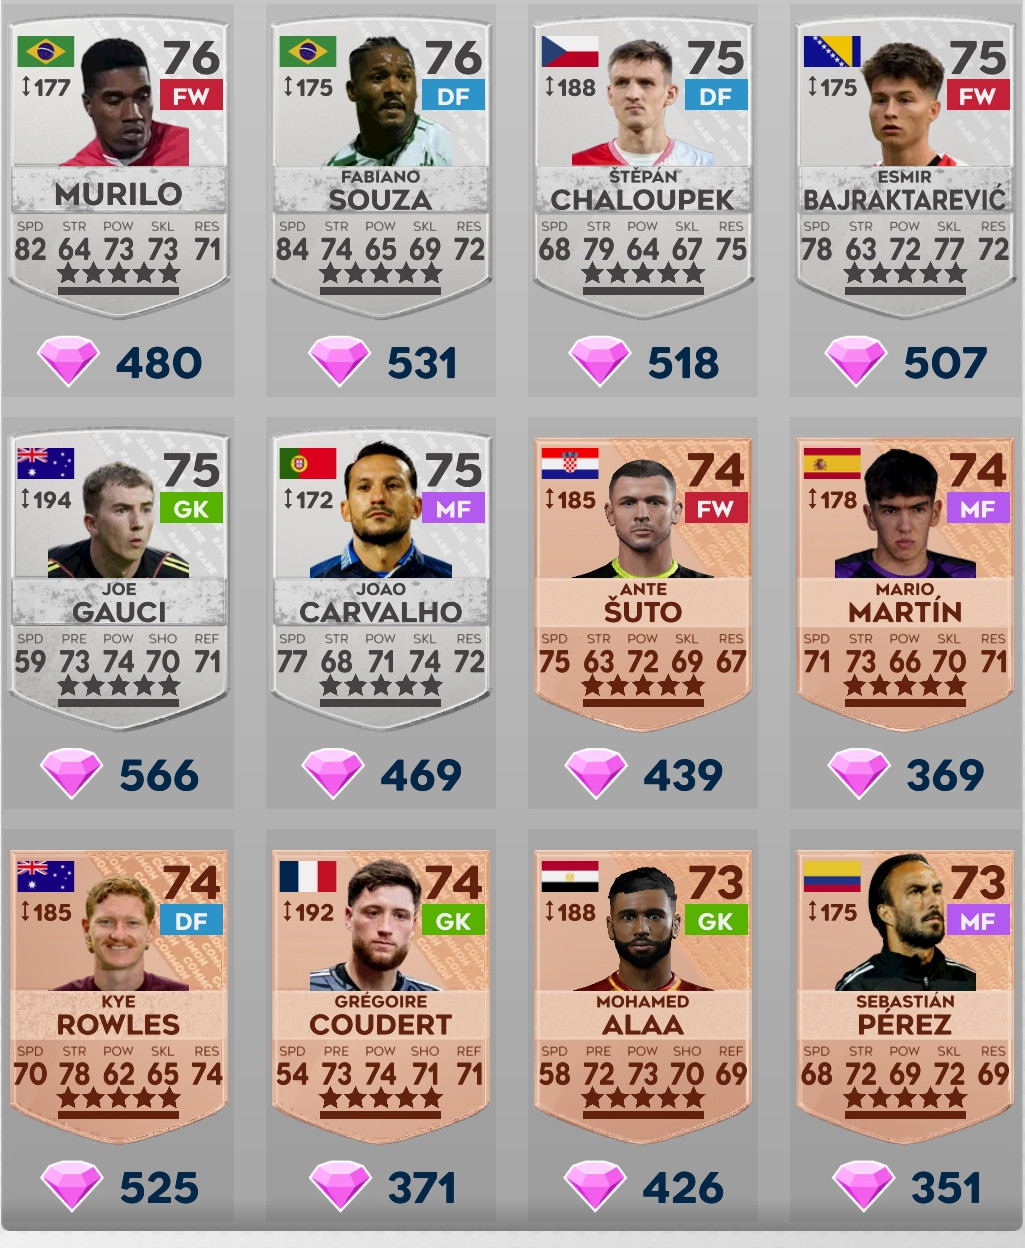 76
177
FW
MURILO
SPD STR POW SKL RES
82 64 73 73 71
480
76
175
DF
FABIANO
SOUZA
SPD STR POW SKL RES
84 74 65 69 72
531
75
188
DF
ŠTĚPÁN
CHALOUPEK
SPD STR POW SKL RES
68 79 64 67 75
518
75
175
FW
ESMIR
BAJRAKTAREVIĆ
SPD STR POW SKL RES
78 63 72 77 72
507
75
194
GK
JOE
GAUCI
SPD PRE POW SHO REF
59 73 74 70 71
566
75
172
MF
JOAO
CARVALHO
SPD STR POW SKL RES
77 68 71 74 72
469
74
185
FW
ANTE
ŠUTO
SPD STR POW SKL RES
75 63 72 69 67
439
74
178
MF
MARIO
MARTÍN
SPD STR POW SKL RES
71 73 66 70 71
369
74
185
DF
KYE
ROWLES
SPD STR POW SKL RES
70 78 62 65 74
525
74
192
GK
GRÉGOIRE
COUDERT
SPD PRE POW SHO REF
54 73 74 71 71
371
73
188
GK
MOHAMED
ALAA
SPD PRE POW SHO REF
58 72 73 70 69
426
73
175
MF
SEBASTIÁN
PÉREZ
SPD STR POW SKL RES
68 72 69 72 69
351